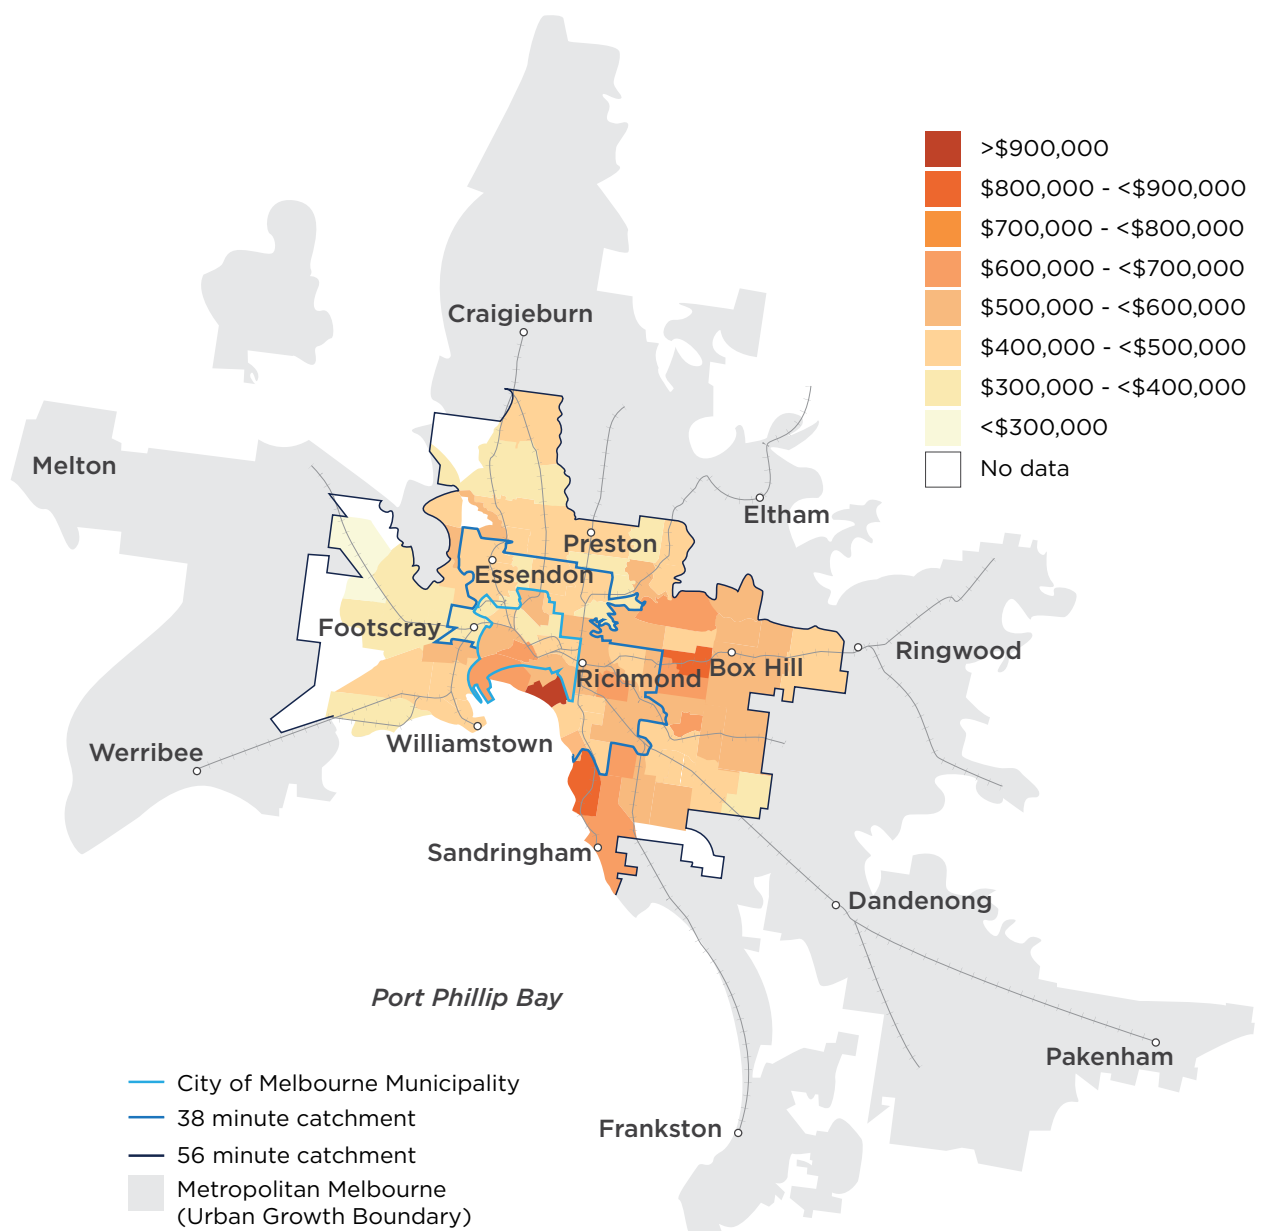 >$900,000
$800,000 - <$900,000
$700,000 - <$800,000
$600,000 - <$700,000
$500,000 - <$600,000
$400,000 - <$500,000
$300,000 - <$400,000
<$300,000
No data
Craigieburn
Melton
Eltham
Preston
Essendon
Footscray
Ringwood
Box Hill
Richmond
Williamstown
Werribee
Sandringham
Dandenong
Port Phillip Bay
Pakenham
Frankston
City of Melbourne Municipality
38 minute catchment
56 minute catchment
Metropolitan Melbourne
(Urban Growth Boundary)